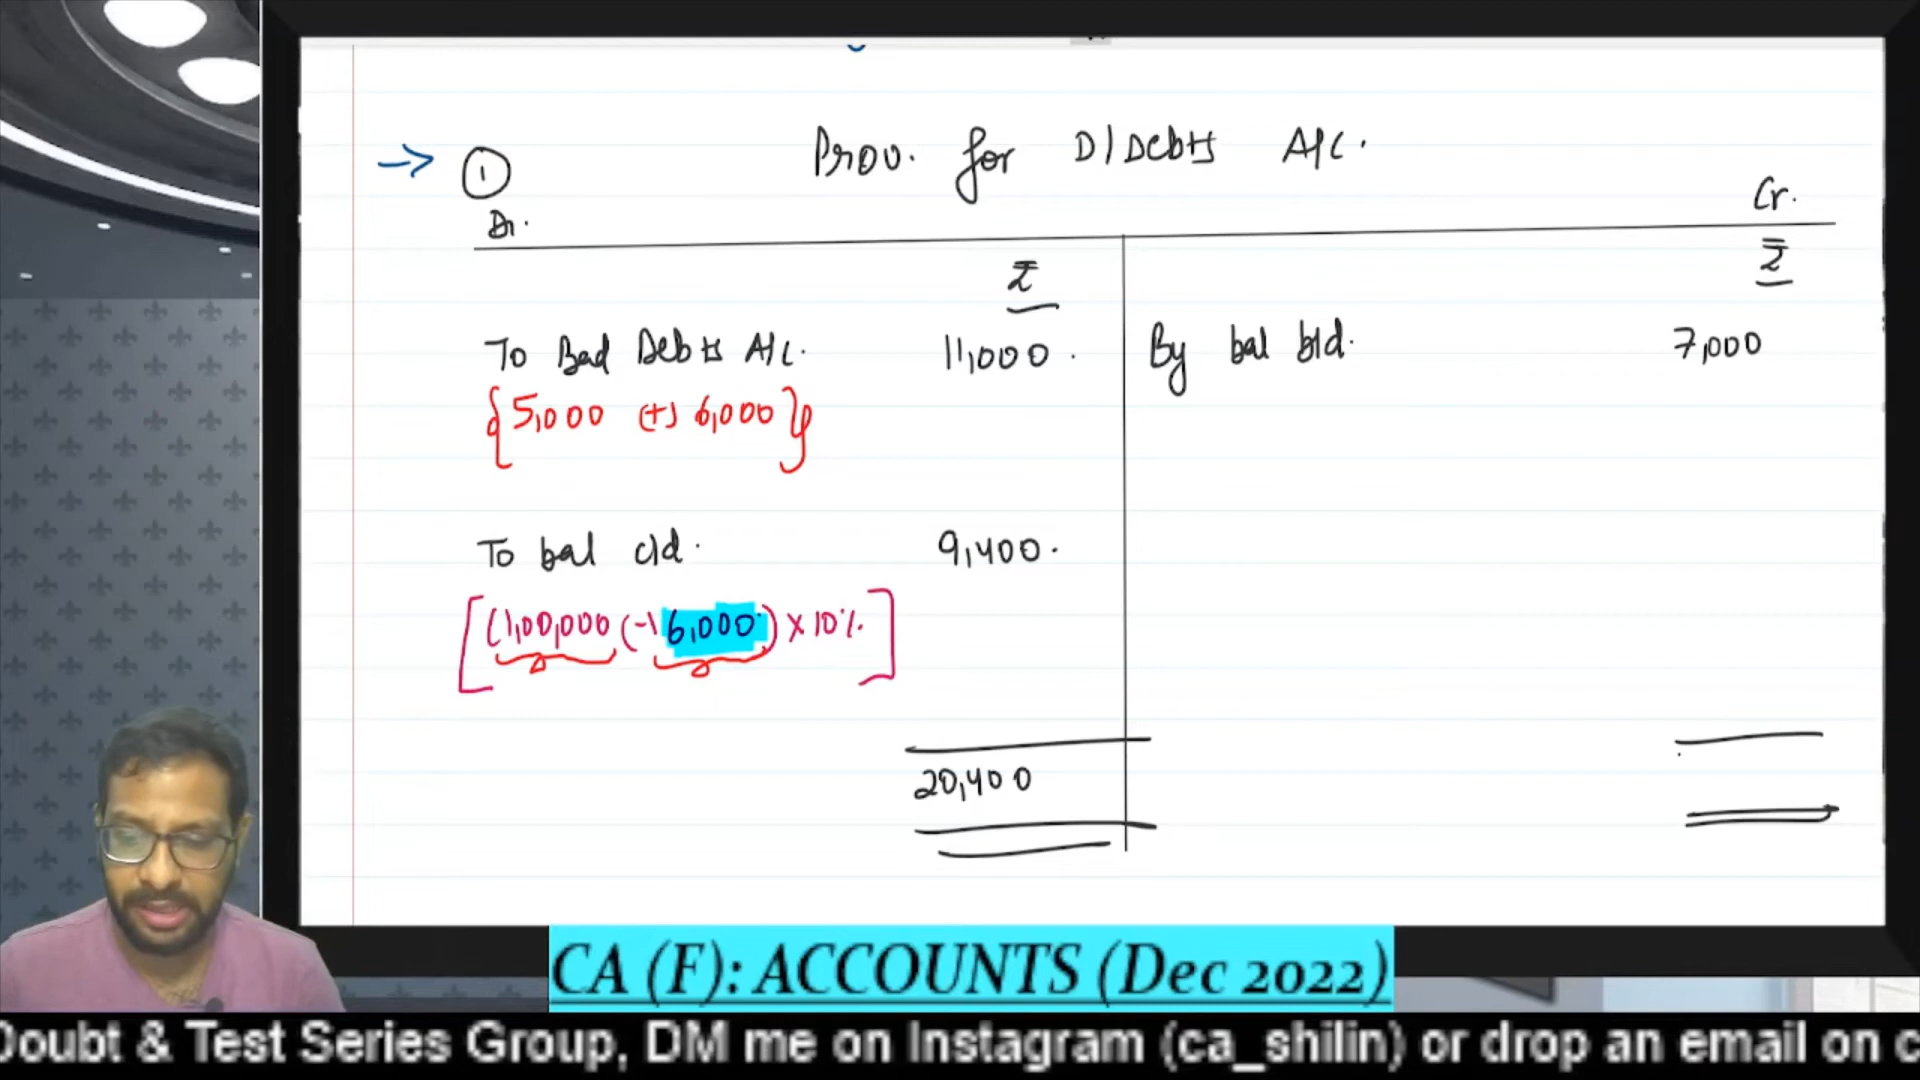 → ① Prov. for D/Debts A/c.
Dr. Cr.
₹ ₹
To Bad Debts A/c. 11,000. By bal b/d. 7,000
{5,000 (+) 6,000}
To bal c/d. 9,400.
[(1,00,000 (-) 6,000) x 10%.]
20,400
CA (F): ACCOUNTS (Dec 2022)
Doubt & Test Series Group, DM me on Instagram (ca_shilin) or drop an email on c